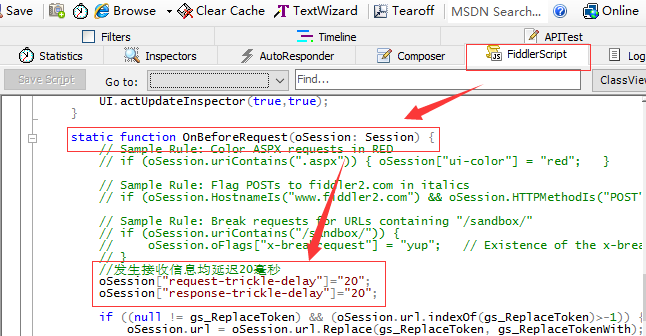 Save Browse Clear Cache TextWizard Tearoff MSDN Search... Online
Filters Timeline APITest
Statistics Inspectors AutoResponder Composer FiddlerScript Log
Save Script Go to: Find... ClassView
UI.actUpdateInspector(true,true);
}
static function OnBeforeRequest(oSession: Session) {
// Sample Rule: Color ASPX requests in RED
// if (oSession.uriContains(".aspx")) { oSession["ui-color"] = "red"; }
// Sample Rule: Flag POSTs to fiddler2.com in italics
// if (oSession.HostnameIs("www.fiddler2.com") && oSession.HTTPMethodIs("POST"
// Sample Rule: Break requests for URLs containing "/sandbox/"
// if (oSession.uriContains("/sandbox/")) {
// oSession.oFlags["x-breakrequest"] = "yup"; // Existence of the x-brea
// }
//发生接收信息均延迟20毫秒
oSession["request-trickle-delay"]="20";
oSession["response-trickle-delay"]="20";
if ((null != gs_ReplaceToken) && (oSession.url.indexOf(gs_ReplaceToken)>-1)) {
oSession.url = oSession.url.Replace(gs_ReplaceToken, gs_ReplaceTokenWith);